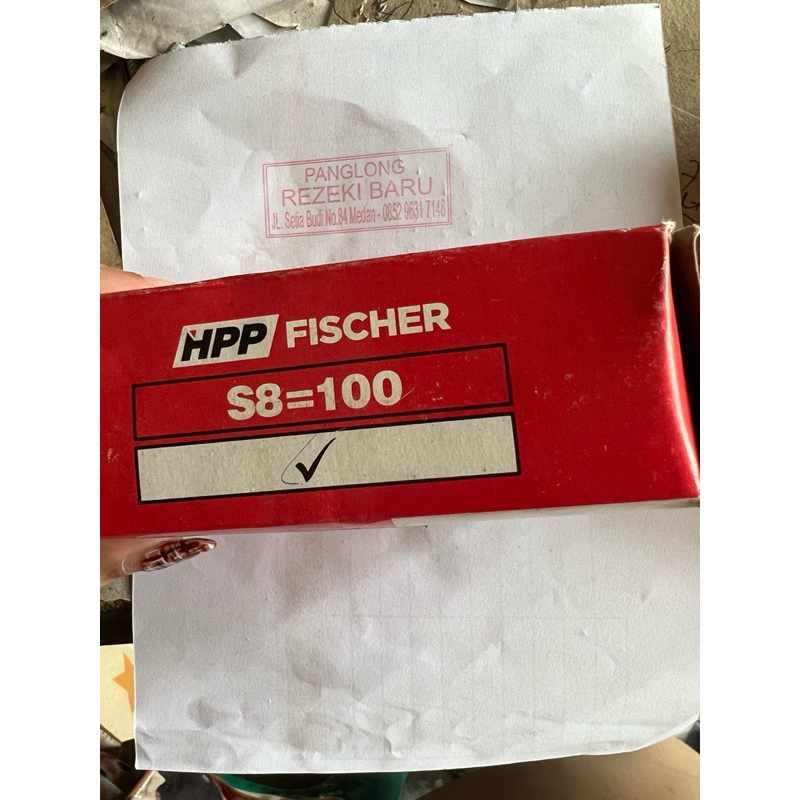 PANGLONG
REZEKI BARU
JL. Setia Budi No.84 Medan - 0852 9631 7148
HPP FISCHER
S8=100